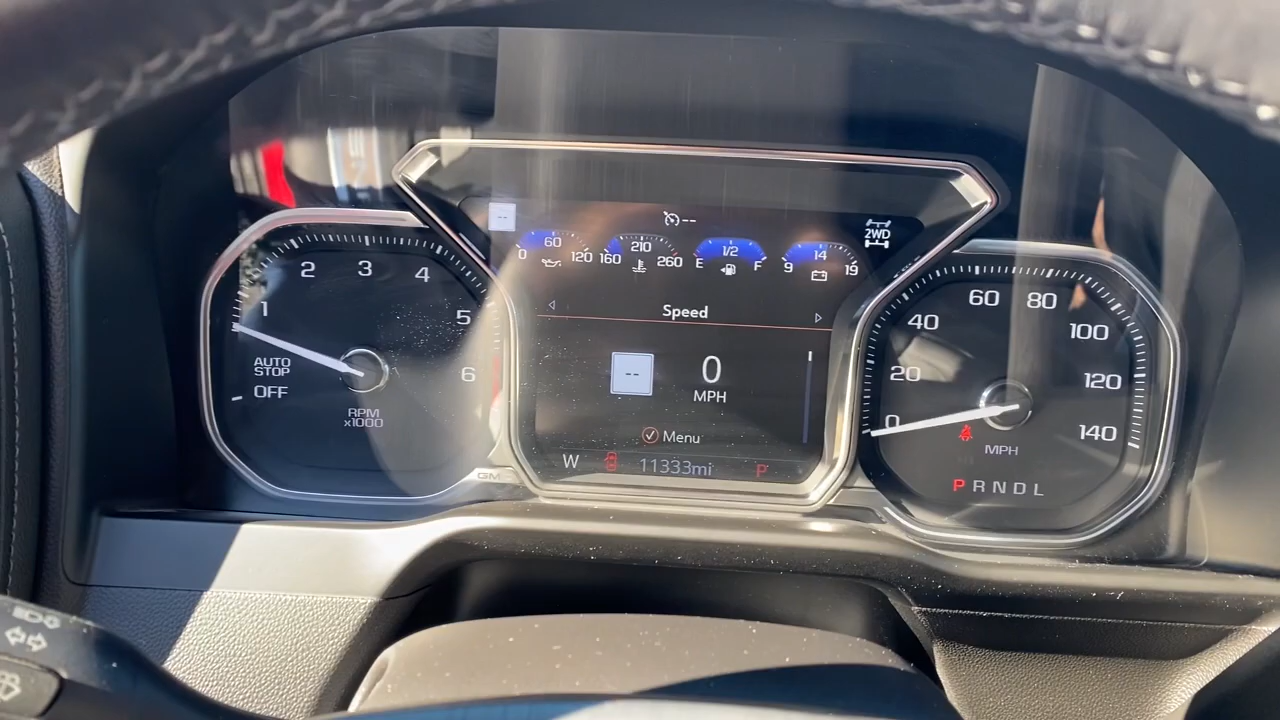 --
--
2WD
0 60 120
160 210 260
E 1/2 F
9 14 19
Speed
--
0
MPH
Menu
W 11333mi P
1 2 3 4 5 6
AUTO
STOP
OFF
RPM
x1000
GM
0 20 40 60 80 100 120 140
MPH
P R N D L